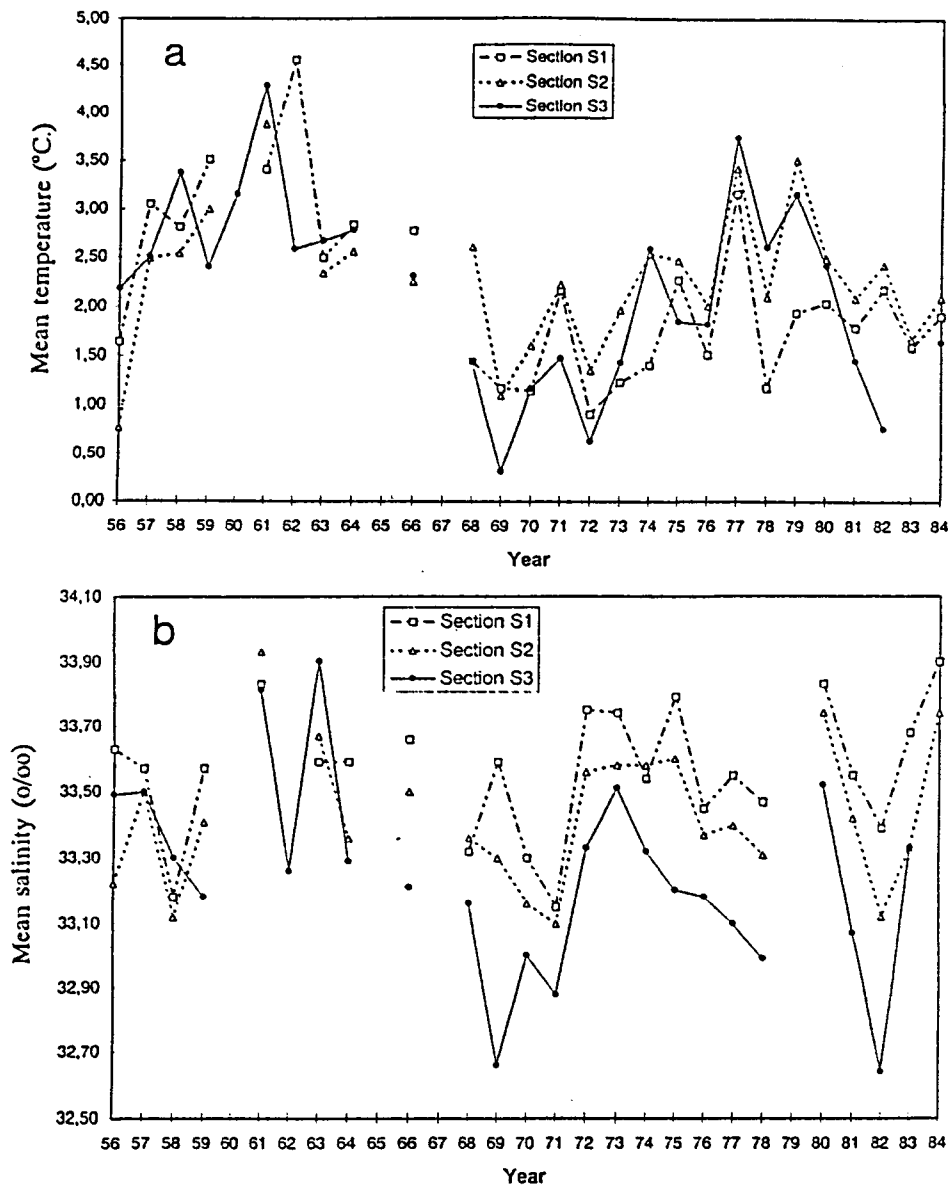 a
Section S1
Section S2
Section S3
Mean temperature (°C.)
5,00
4,50
4,00
3,50
3,00
2,50
2,00
1,50
1,00
0,50
0,00
56 57 58 59 60 61 62 63 64 65 66 67 68 69 70 71 72 73 74 75 76 77 78 79 80 81 82 83 84
Year
b
Section S1
Section S2
Section S3
Mean salinity (o/oo)
34,10
33,90
33,70
33,50
33,30
33,10
32,90
32,70
32,50
56 57 58 59 60 61 62 63 64 65 66 67 68 69 70 71 72 73 74 75 76 77 78 79 80 81 82 83 84
Year